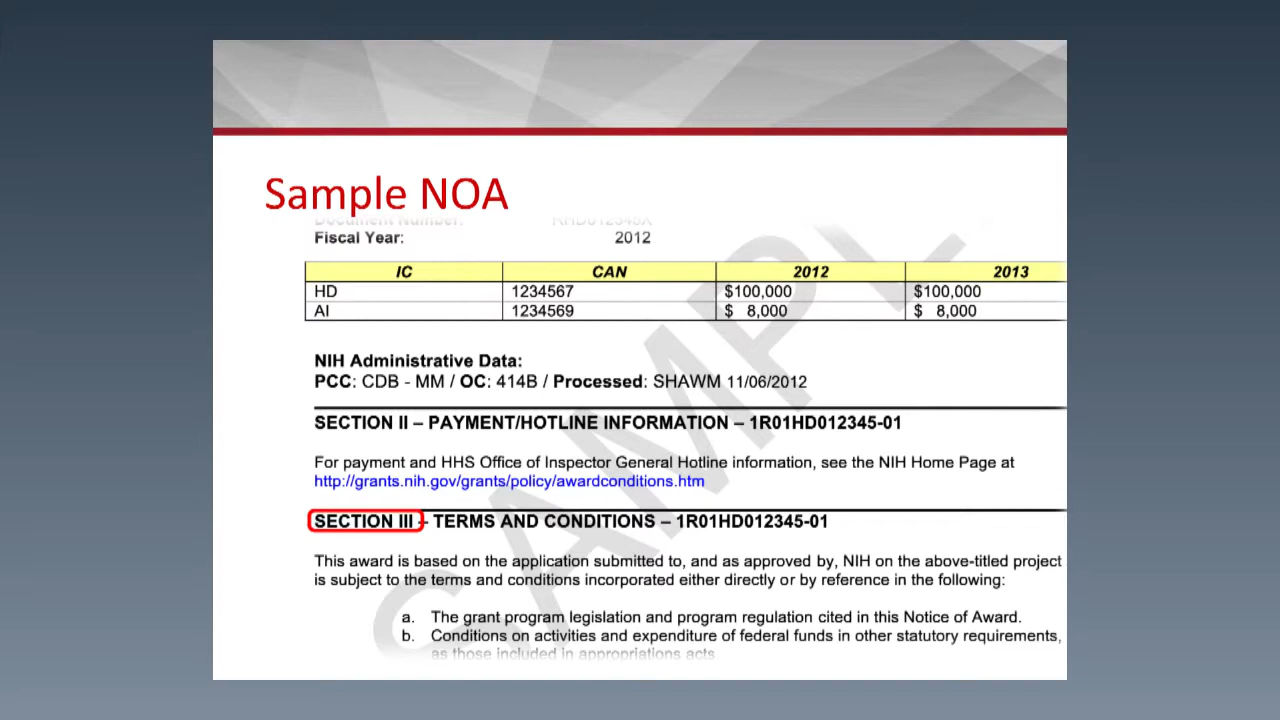 Sample NOA
Document Number: RHD012345X
Fiscal Year: 2012
IC CAN 2012 2013
HD 1234567 $100,000 $100,000
AI 1234569 $ 8,000 $ 8,000
NIH Administrative Data:
PCC: CDB - MM / OC: 414B / Processed: SHAWM 11/06/2012
SECTION II – PAYMENT/HOTLINE INFORMATION – 1R01HD012345-01
For payment and HHS Office of Inspector General Hotline information, see the NIH Home Page at
http://grants.nih.gov/grants/policy/awardconditions.htm
SECTION III – TERMS AND CONDITIONS – 1R01HD012345-01
This award is based on the application submitted to, and as approved by, NIH on the above-titled project
is subject to the terms and conditions incorporated either directly or by reference in the following:
a. The grant program legislation and program regulation cited in this Notice of Award.
b. Conditions on activities and expenditure of federal funds in other statutory requirements,
as those included in appropriations acts
SAMPL